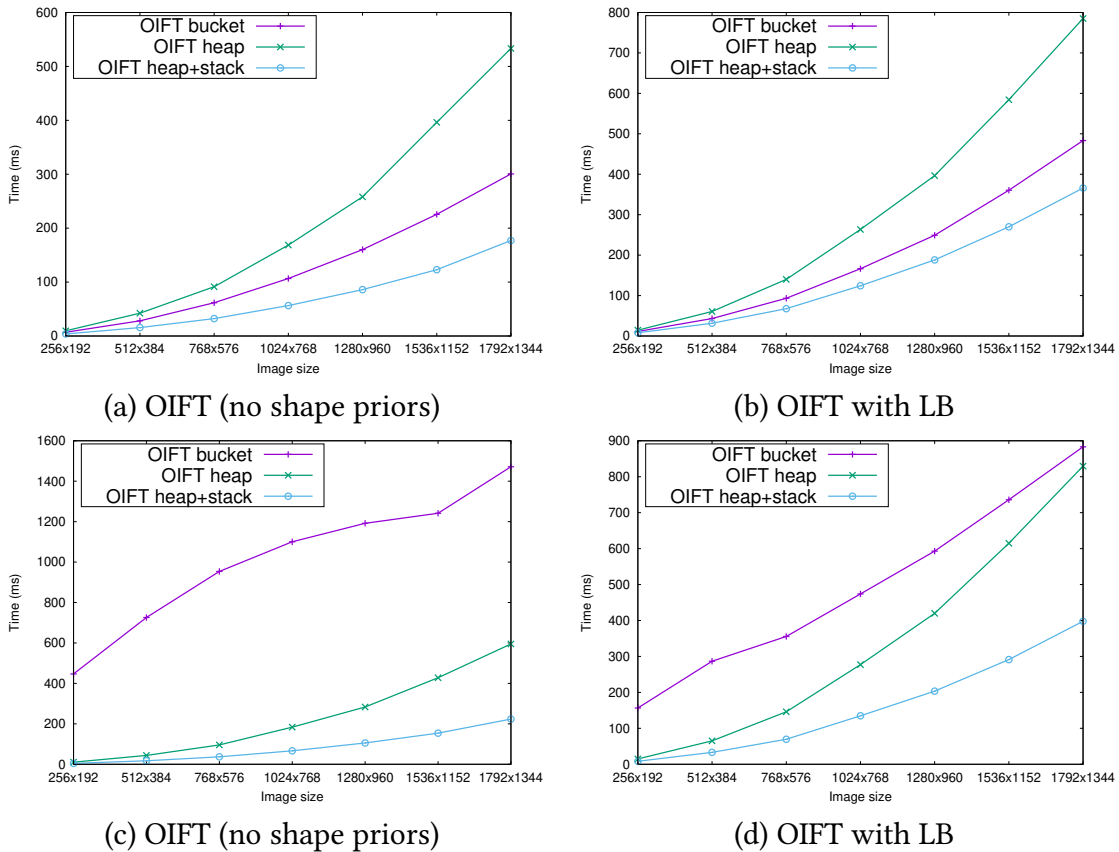 600
500
400
300
200
100
0
Time (ms)
OIFT bucket
OIFT heap
OIFT heap+stack
256x192 512x384 768x576 1024x768 1280x960 1536x1152 1792x1344
Image size
(a) OIFT (no shape priors)
800
700
600
500
400
300
200
100
0
Time (ms)
OIFT bucket
OIFT heap
OIFT heap+stack
256x192 512x384 768x576 1024x768 1280x960 1536x1152 1792x1344
Image size
(b) OIFT with LB
1600
1400
1200
1000
800
600
400
200
0
Time (ms)
OIFT bucket
OIFT heap
OIFT heap+stack
256x192 512x384 768x576 1024x768 1280x960 1536x1152 1792x1344
Image size
(c) OIFT (no shape priors)
900
800
700
600
500
400
300
200
100
0
Time (ms)
OIFT bucket
OIFT heap
OIFT heap+stack
256x192 512x384 768x576 1024x768 1280x960 1536x1152 1792x1344
Image size
(d) OIFT with LB